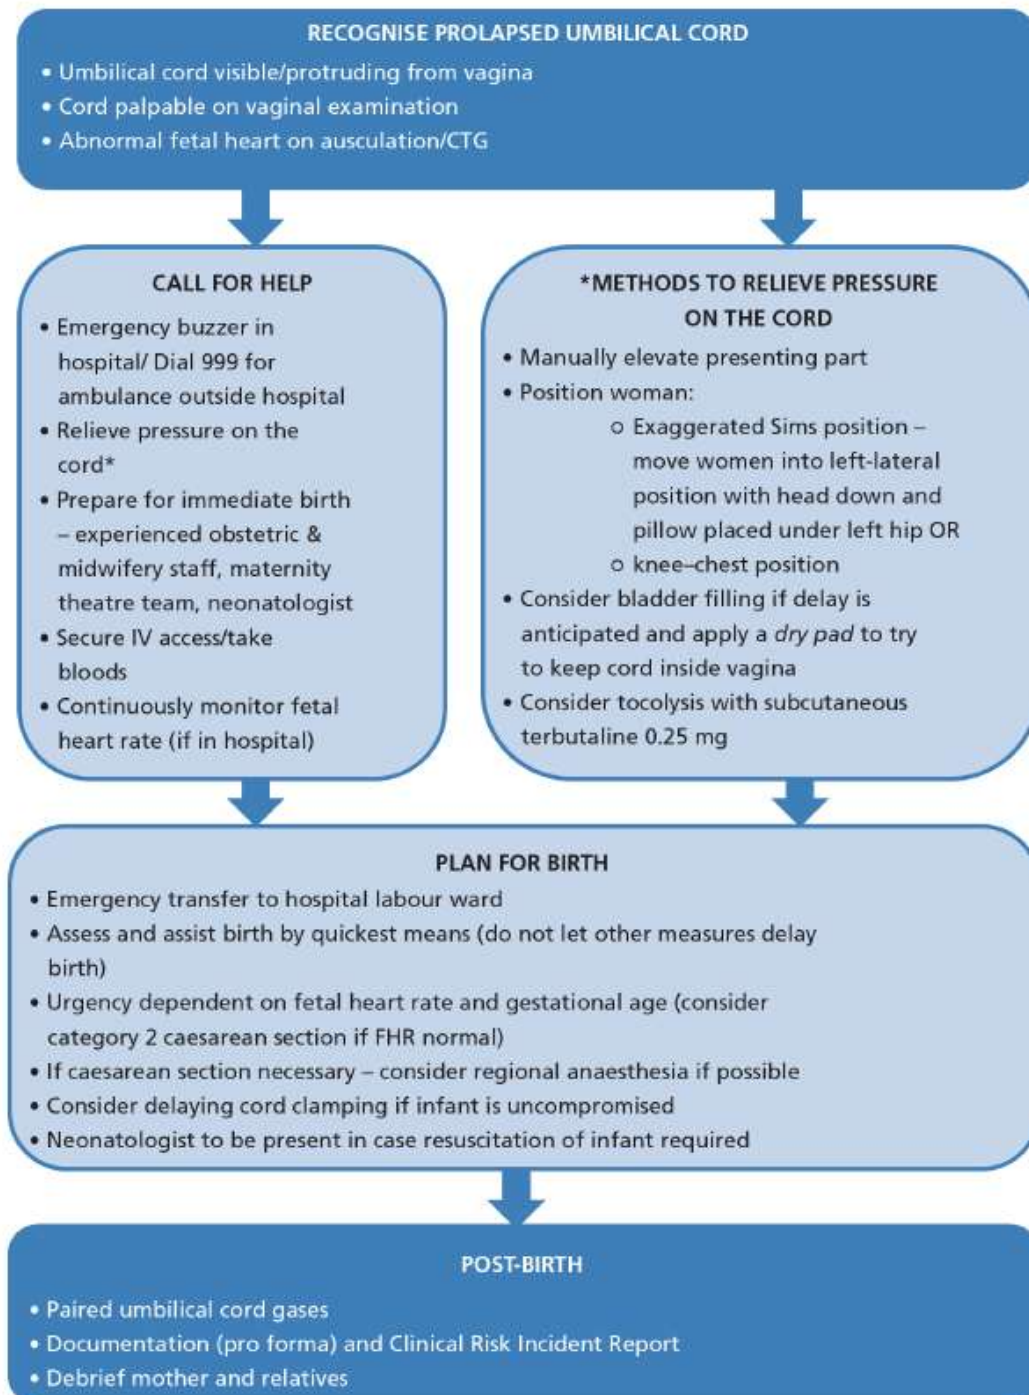 RECOGNISE PROLAPSED UMBILICAL CORD
• Umbilical cord visible/protruding from vagina
• Cord palpable on vaginal examination
• Abnormal fetal heart on ausculation/CTG
CALL FOR HELP
• Emergency buzzer in
hospital/ Dial 999 for
ambulance outside hospital
• Relieve pressure on the
cord*
• Prepare for immediate birth
– experienced obstetric &
midwifery staff, maternity
theatre team, neonatologist
• Secure IV access/take
bloods
• Continuously monitor fetal
heart rate (if in hospital)
*METHODS TO RELIEVE PRESSURE
ON THE CORD
• Manually elevate presenting part
• Position woman:
o Exaggerated Sims position –
move women into left-lateral
position with head down and
pillow placed under left hip OR
o knee–chest position
• Consider bladder filling if delay is
anticipated and apply a dry pad to try
to keep cord inside vagina
• Consider tocolysis with subcutaneous
terbutaline 0.25 mg
PLAN FOR BIRTH
• Emergency transfer to hospital labour ward
• Assess and assist birth by quickest means (do not let other measures delay
birth)
• Urgency dependent on fetal heart rate and gestational age (consider
category 2 caesarean section if FHR normal)
• If caesarean section necessary – consider regional anaesthesia if possible
• Consider delaying cord clamping if infant is uncompromised
• Neonatologist to be present in case resuscitation of infant required
POST-BIRTH
• Paired umbilical cord gases
• Documentation (pro forma) and Clinical Risk Incident Report
• Debrief mother and relatives